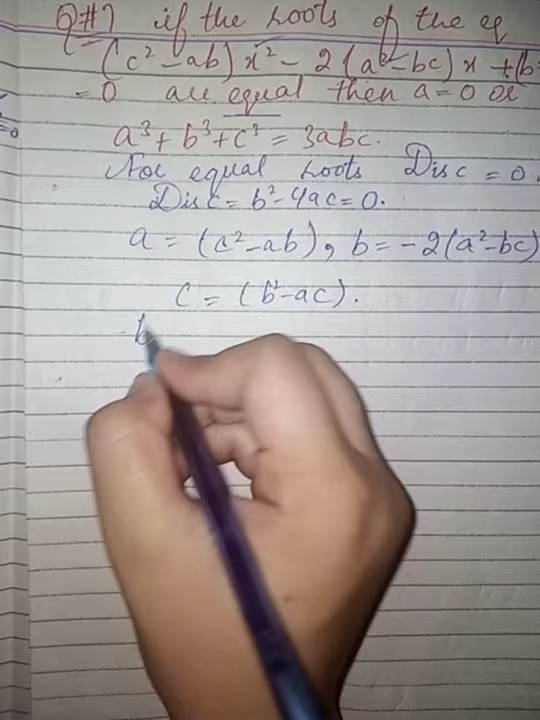 Q#7 if the roots of the eq
(c²-ab)x² - 2(a²-bc)x + (b²
= 0 are equal then a=0 or
a³+b³+c³ = 3abc.
For equal roots Disc = 0.
Disc = b²-4ac=0.
a = (c²-ab), b = -2(a²-bc)
c = (b²-ac).
b